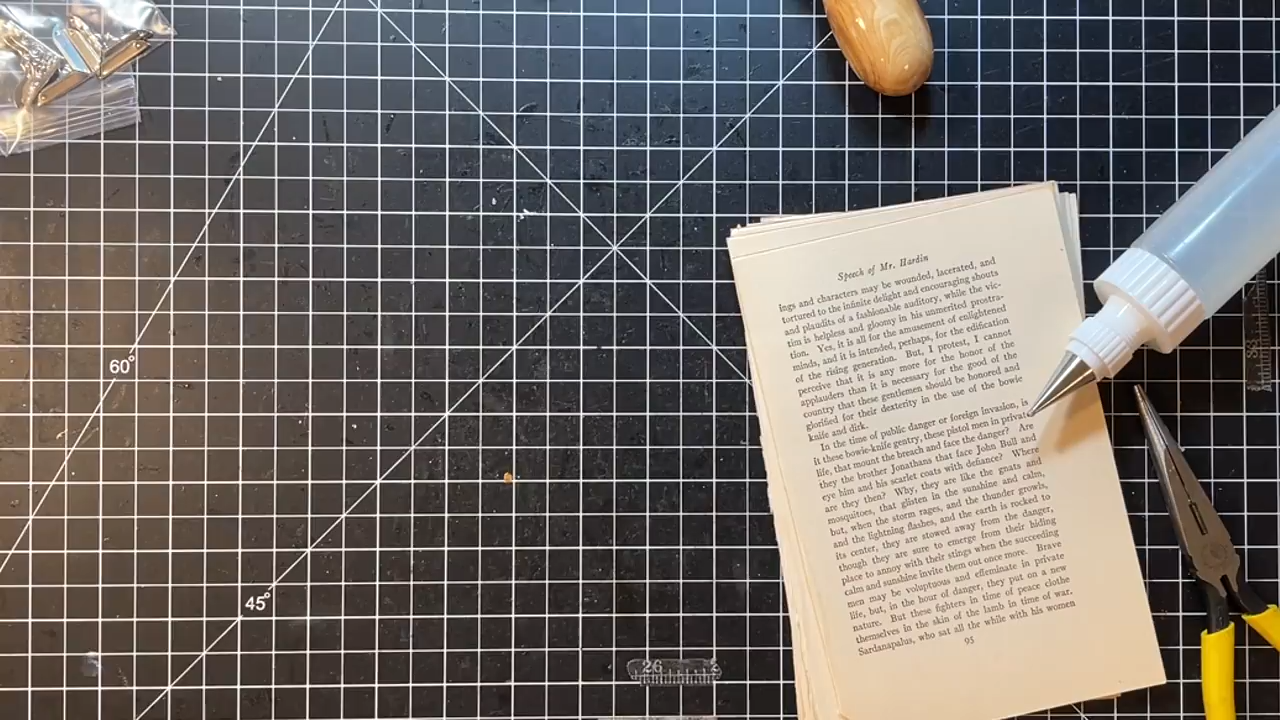 Speech of Mr. Hardin
ings and characters may be wounded, lacerated, and
tortured to the infinite delight and encouraging shouts
and plaudits of a fashionable auditory, while the vic-
tim is helpless and gloomy in his unmerited prostra-
tion. Yes, it is all for the amusement of enlightened
minds, and it is intended, perhaps, for the edification
of the rising generation. But, I protest, I cannot
perceive that it is any more for the honor of the
applauders than it is necessary for the good of the
country that these gentlemen should be honored and
glorified for their dexterity in the use of the bowie
knife and dirk.
In the time of public danger or foreign invasion, is
it these bowie-knife gentry, these pistol men in private
life, that mount the breach and face the danger? Are
they the brother Jonathans that face John Bull and
eye him and his scarlet coats with defiance? Where
are they then? Why, they are like the gnats and
mosquitoes, that glisten in the sunshine and calm,
but, when the storm rages, and the thunder growls,
and the lightning flashes, and the earth is rocked to
its center, they are stowed away from the danger,
though they are sure to emerge from their hiding
place to annoy with their stings when the succeeding
calm and sunshine invite them out once more. Brave
men may be voluptuous and effeminate in private
life, but, in the hour of danger, they put on a new
nature. But these fighters in time of peace clothe
themselves in the skin of the lamb in time of war.
Sardanapalus, who sat all the while with his women
95
60°
45°
26